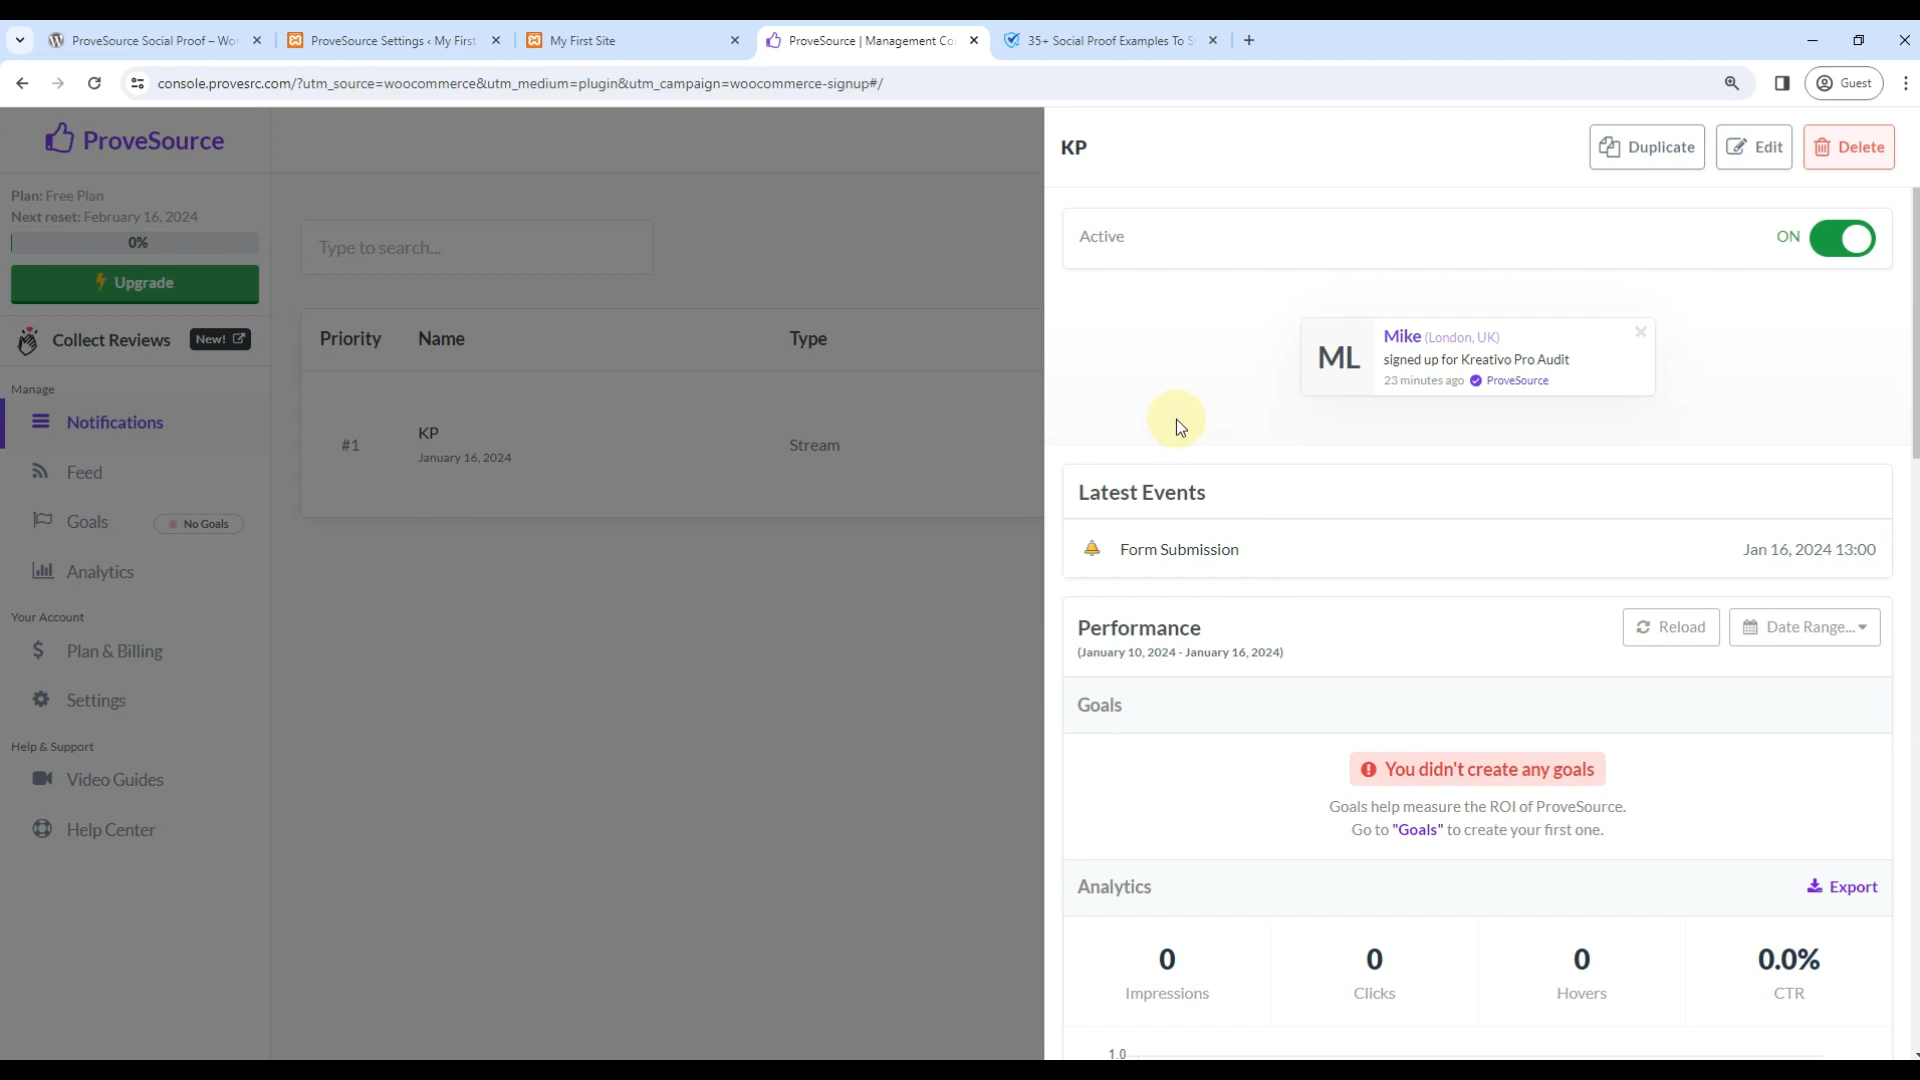 ProveSource Social Proof – Wo
ProveSource Settings ‹ My First
My First Site
ProveSource | Management Co
35+ Social Proof Examples To S
console.provesrc.com/?utm_source=woocommerce&utm_medium=plugin&utm_campaign=woocommerce-signup#/
Guest
ProveSource
Plan: Free Plan
Next reset: February 16, 2024
0%
Upgrade
Collect Reviews New!
Manage
Notifications
Feed
Goals No Goals
Analytics
Your Account
Plan & Billing
Settings
Help & Support
Video Guides
Help Center
Type to search...
Priority Name Type
#1 KP Stream
January 16, 2024
KP
Duplicate
Edit
Delete
Active
ON
ML
Mike (London, UK)
signed up for Kreativo Pro Audit
23 minutes ago ProveSource
Latest Events
Form Submission Jan 16, 2024 13:00
Performance
(January 10, 2024 - January 16, 2024)
Reload
Date Range...
Goals
You didn't create any goals
Goals help measure the ROI of ProveSource.
Go to "Goals" to create your first one.
Analytics
Export
0 0 0 0.0%
Impressions Clicks Hovers CTR
1.0